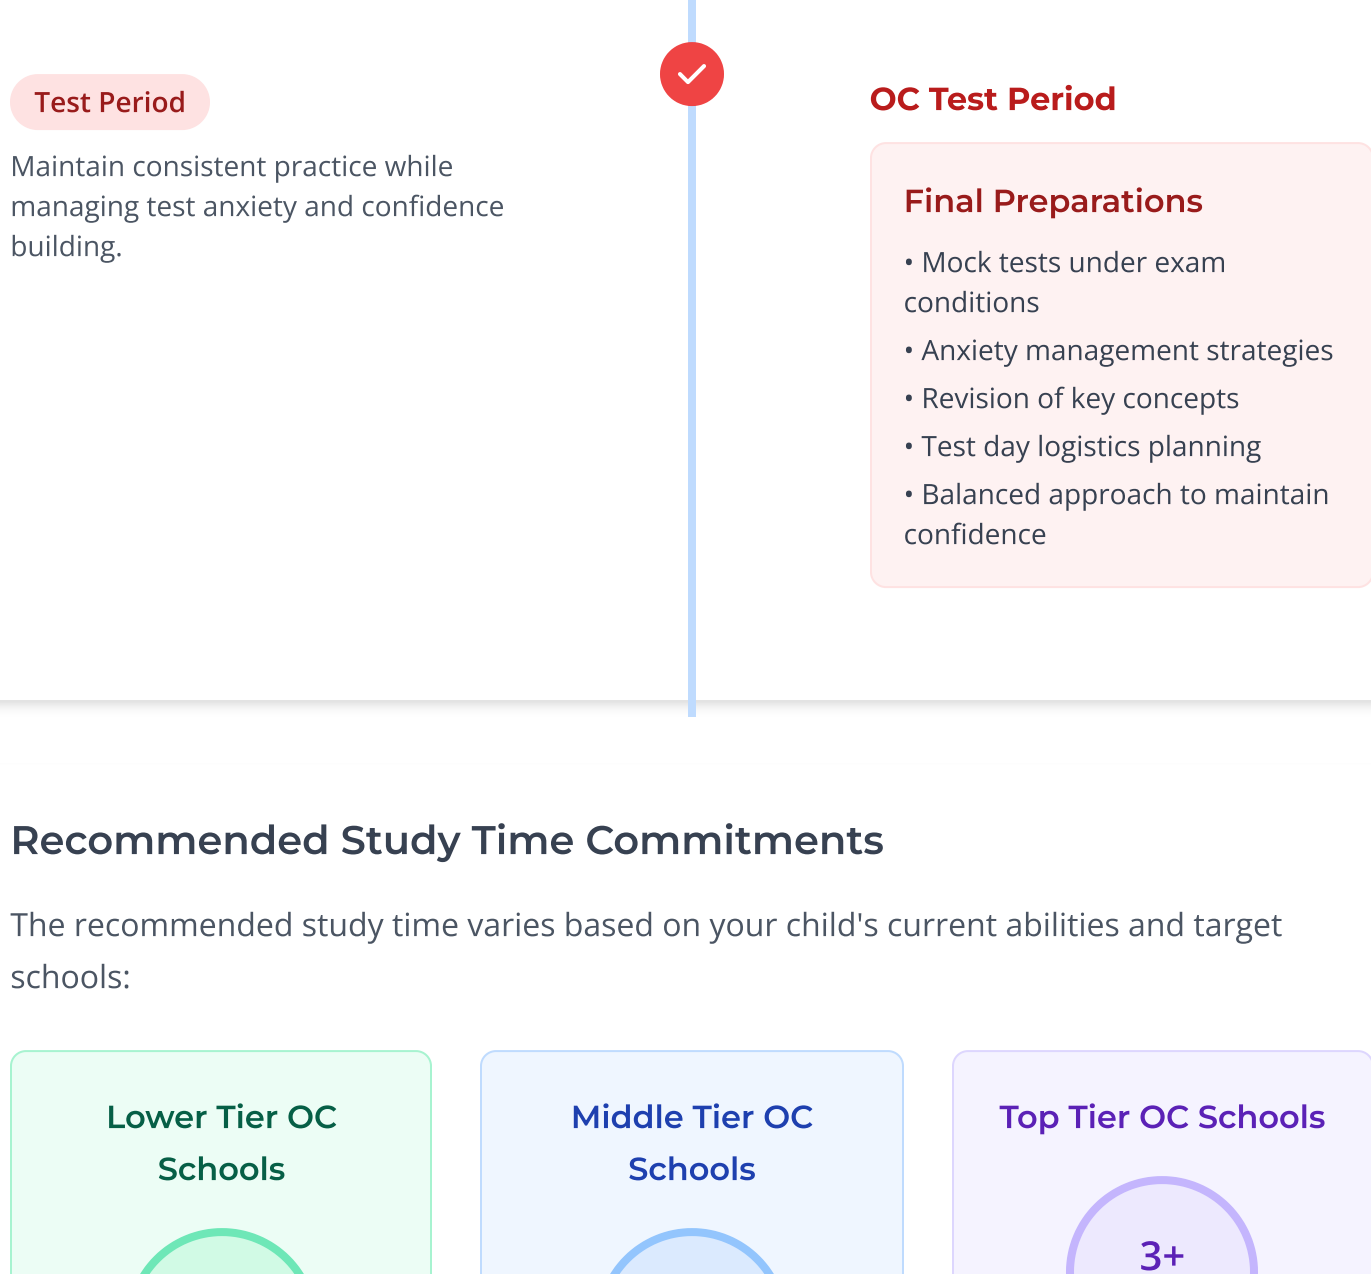 Test Period
Maintain consistent practice while
managing test anxiety and confidence
building.
OC Test Period
Final Preparations
• Mock tests under exam
conditions
• Anxiety management strategies
• Revision of key concepts
• Test day logistics planning
• Balanced approach to maintain
confidence
Recommended Study Time Commitments
The recommended study time varies based on your child's current abilities and target
schools:
Lower Tier OC
Schools
Middle Tier OC
Schools
Top Tier OC Schools
3+